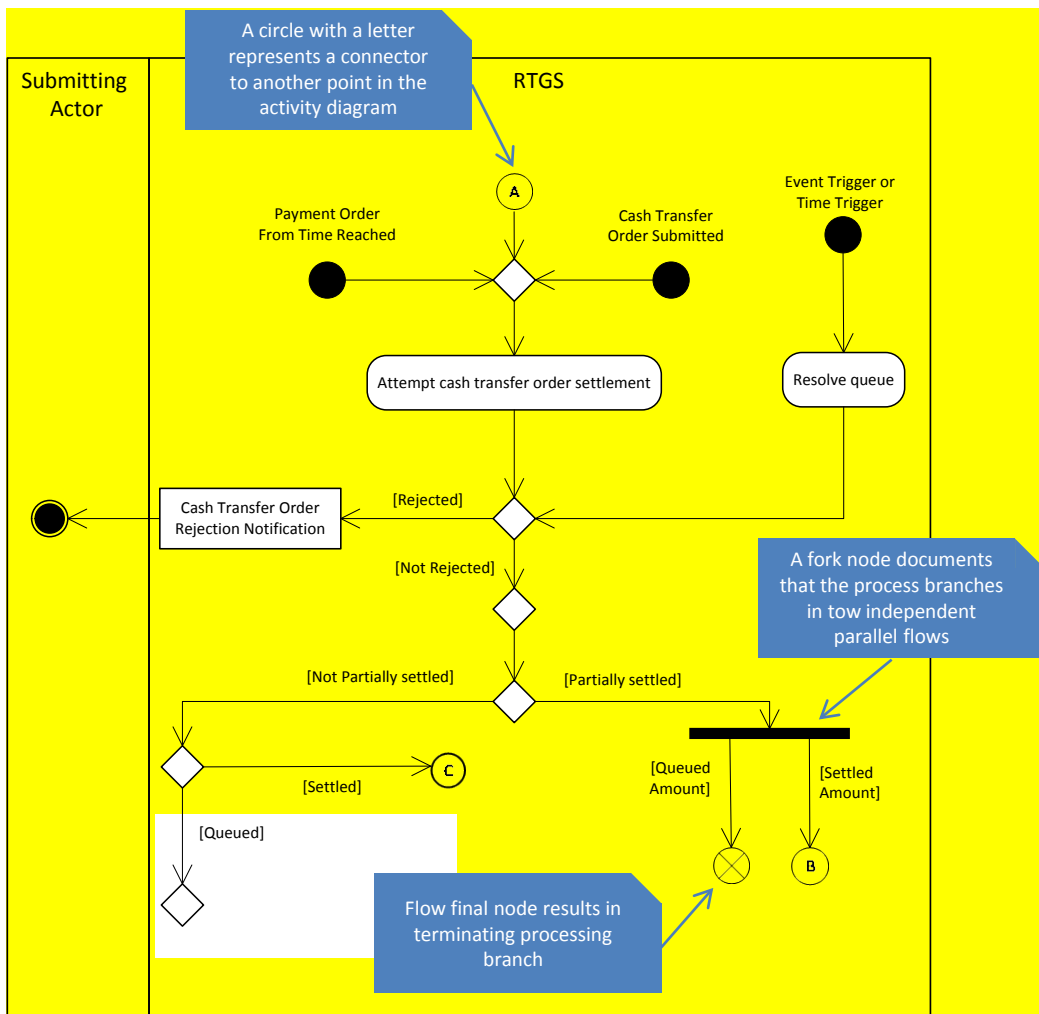 A circle with a letter
represents a connector
to another point in the
activity diagram
Submitting
Actor
RTGS
A
Event Trigger or
Time Trigger
Payment Order
From Time Reached
Cash Transfer
Order Submitted
Attempt cash transfer order settlement
Resolve queue
[Rejected]
Cash Transfer Order
Rejection Notification
[Not Rejected]
A fork node documents
that the process branches
in tow independent
parallel flows
[Not Partially settled]
[Partially settled]
C
[Settled]
[Queued
Amount]
[Settled
Amount]
[Queued]
B
Flow final node results in
terminating processing
branch